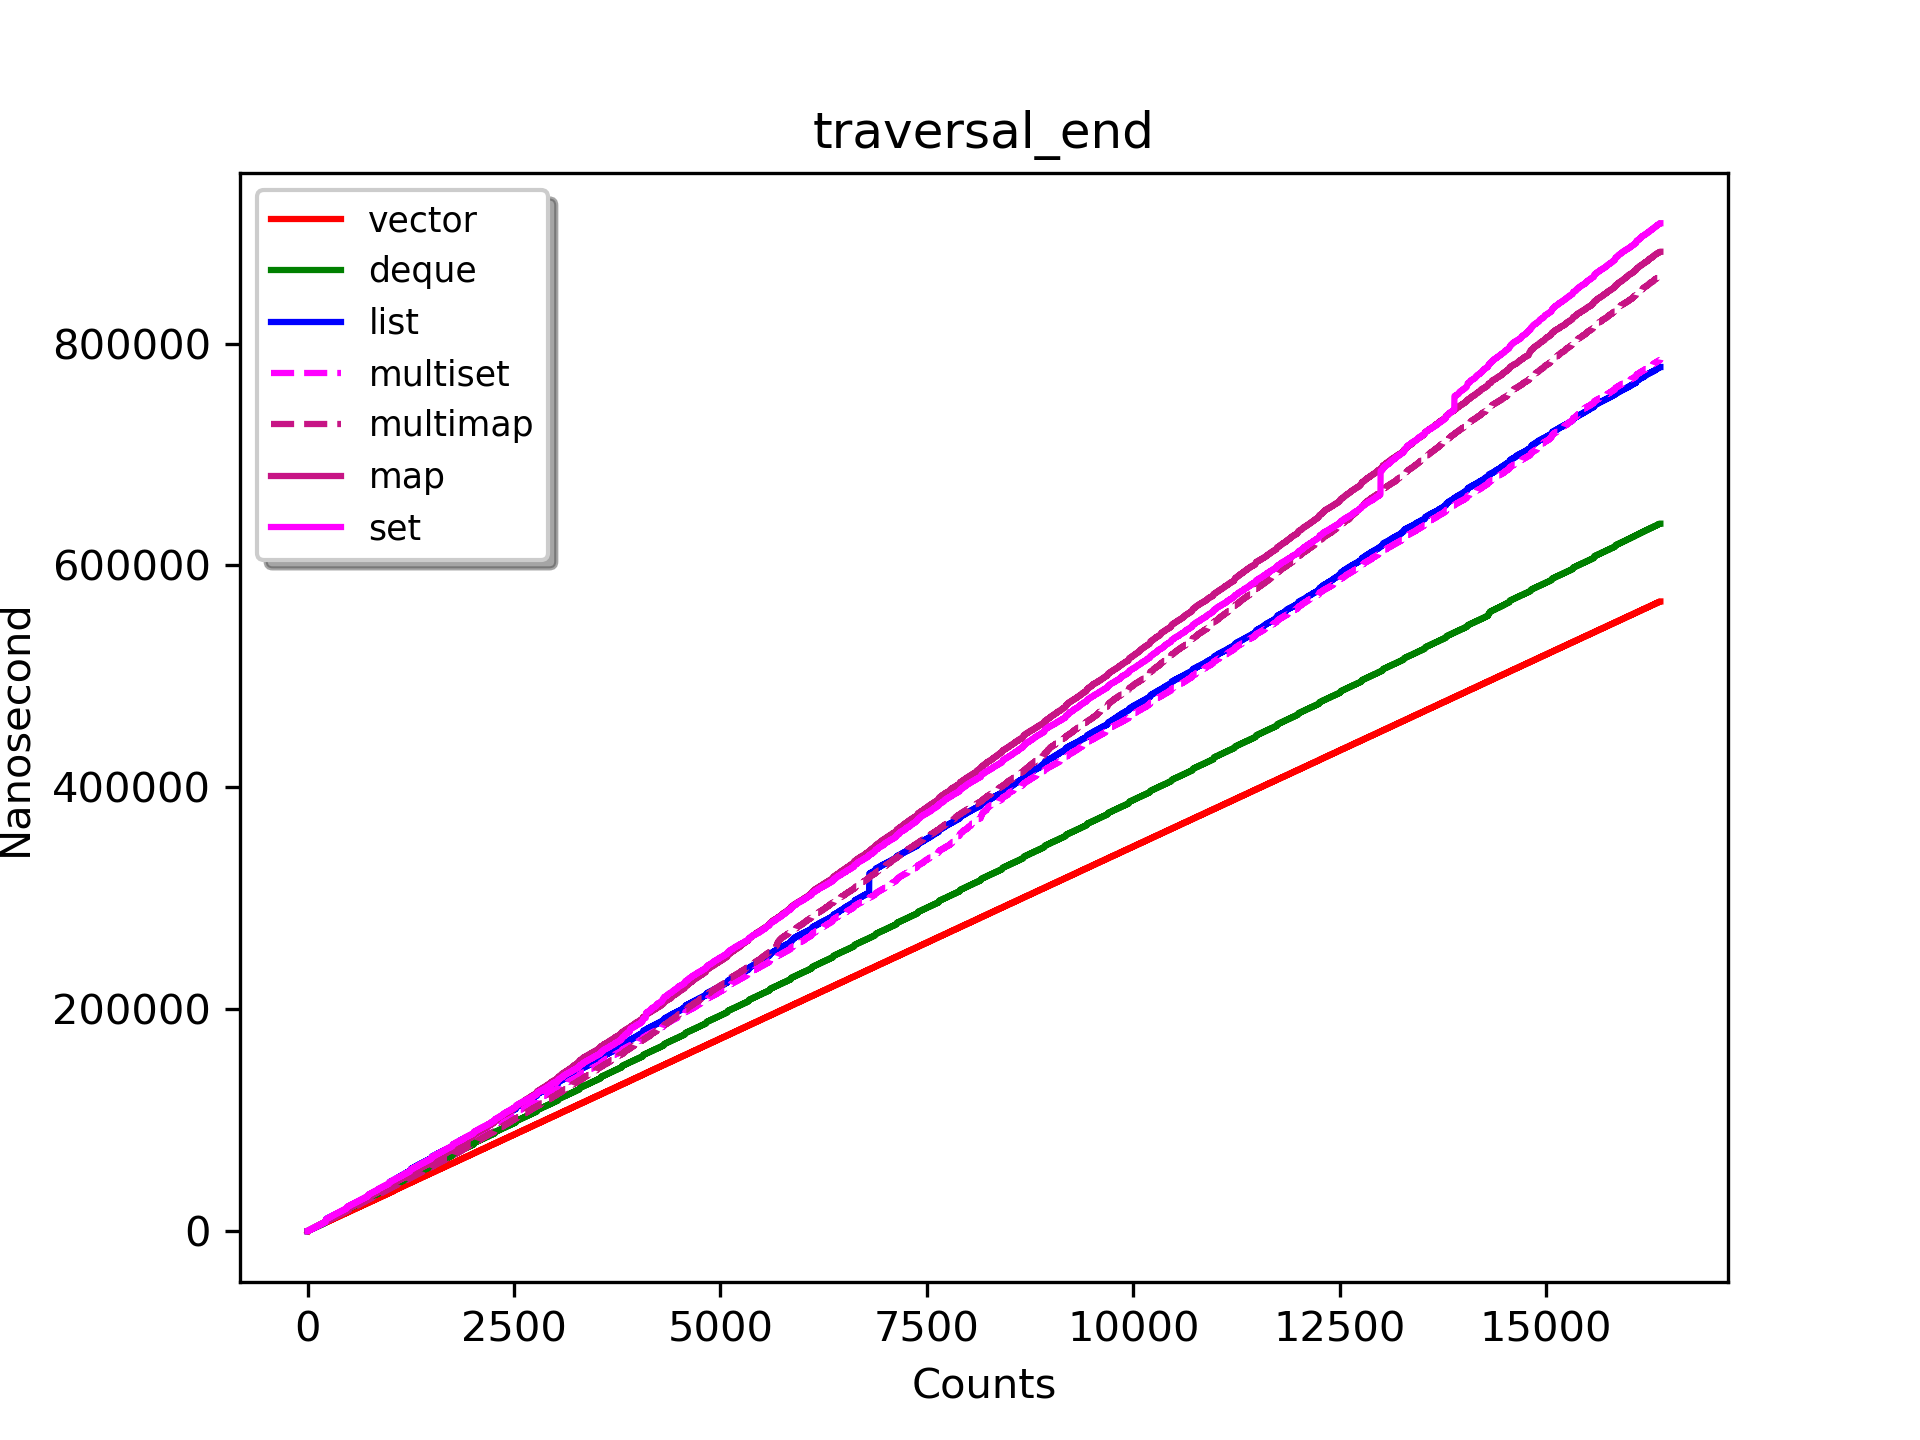 traversal_end
vector
deque
list
multiset
multimap
map
set
Nanosecond
800000
600000
400000
200000
0
0 2500 5000 7500 10000 12500 15000
Counts